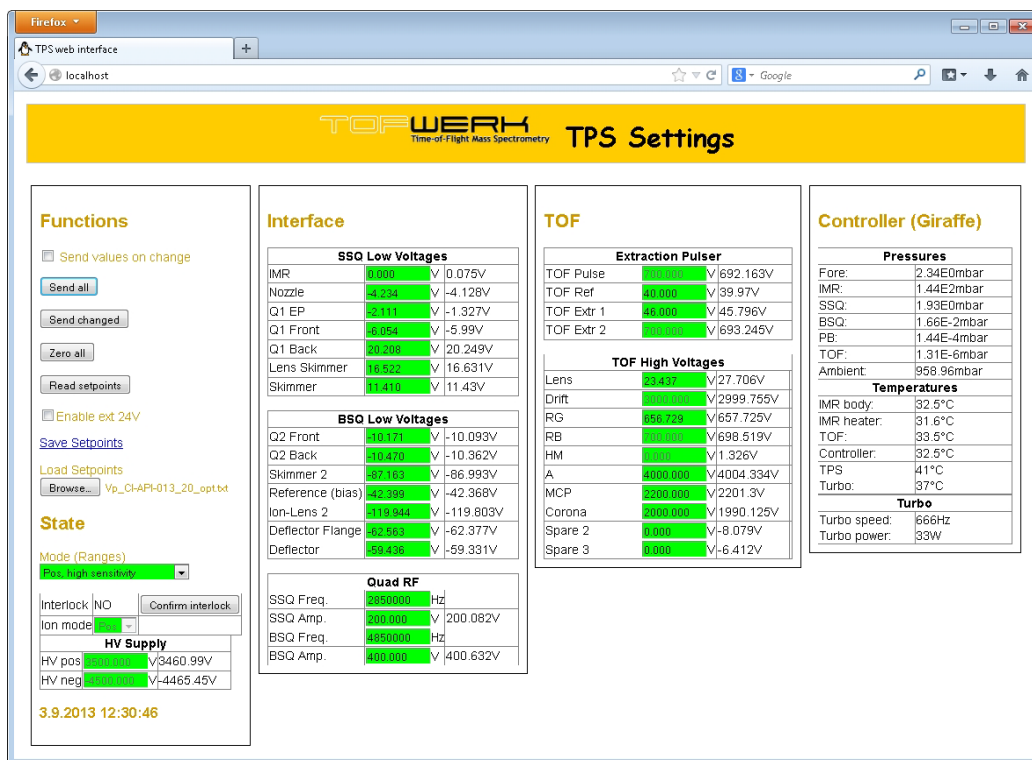 Firefox
TPS web interface
localhost
Google
TOFWERK
Time-of-Flight Mass Spectrometry
TPS Settings
Functions
Send values on change
Send all
Send changed
Zero all
Read setpoints
Enable ext 24V
Save Setpoints
Load Setpoints
Browse... Vp_CI-API-013_20_opt.txt
State
Mode (Ranges)
Pos, high sensitivity
Interlock NO Confirm interlock
Ion mode Pos
HV Supply
HV pos 3500.000 V 3460.99V
HV neg -4500.000 V -4465.45V
3.9.2013 12:30:46
Interface
SSQ Low Voltages
IMR 0.000 V 0.075V
Nozzle -4.234 V -4.128V
Q1 EP -2.111 V -1.327V
Q1 Front -6.054 V -5.99V
Q1 Back 20.208 V 20.249V
Lens Skimmer 16.522 V 16.631V
Skimmer 11.410 V 11.43V
BSQ Low Voltages
Q2 Front -10.171 V -10.093V
Q2 Back -10.470 V -10.362V
Skimmer 2 -87.163 V -86.993V
Reference (bias) -42.399 V -42.368V
Ion-Lens 2 -119.944 V -119.803V
Deflector Flange -62.563 V -62.377V
Deflector -59.436 V -59.331V
Quad RF
SSQ Freq. 2850000 Hz
SSQ Amp. 200.000 V 200.082V
BSQ Freq. 4850000 Hz
BSQ Amp. 400.000 V 400.632V
TOF
Extraction Pulser
TOF Pulse 700.000 V 692.163V
TOF Ref 40.000 V 39.97V
TOF Extr 1 46.000 V 45.796V
TOF Extr 2 700.000 V 693.245V
TOF High Voltages
Lens 23.437 V 27.706V
Drift 3000.000 V 2999.755V
RG 656.729 V 657.725V
RB 700.000 V 698.519V
HM 0.000 V 1.326V
A 4000.000 V 4004.334V
MCP 2200.000 V 2201.3V
Corona 2000.000 V 1990.125V
Spare 2 0.000 V -8.079V
Spare 3 0.000 V -6.412V
Controller (Giraffe)
Pressures
Fore: 2.34E0mbar
IMR: 1.44E2mbar
SSQ: 1.93E0mbar
BSQ: 1.66E-2mbar
PB: 1.44E-4mbar
TOF: 1.31E-6mbar
Ambient: 958.96mbar
Temperatures
IMR body: 32.5°C
IMR heater: 31.6°C
TOF: 33.5°C
Controller: 32.5°C
TPS 41°C
Turbo: 37°C
Turbo
Turbo speed: 666Hz
Turbo power: 33W